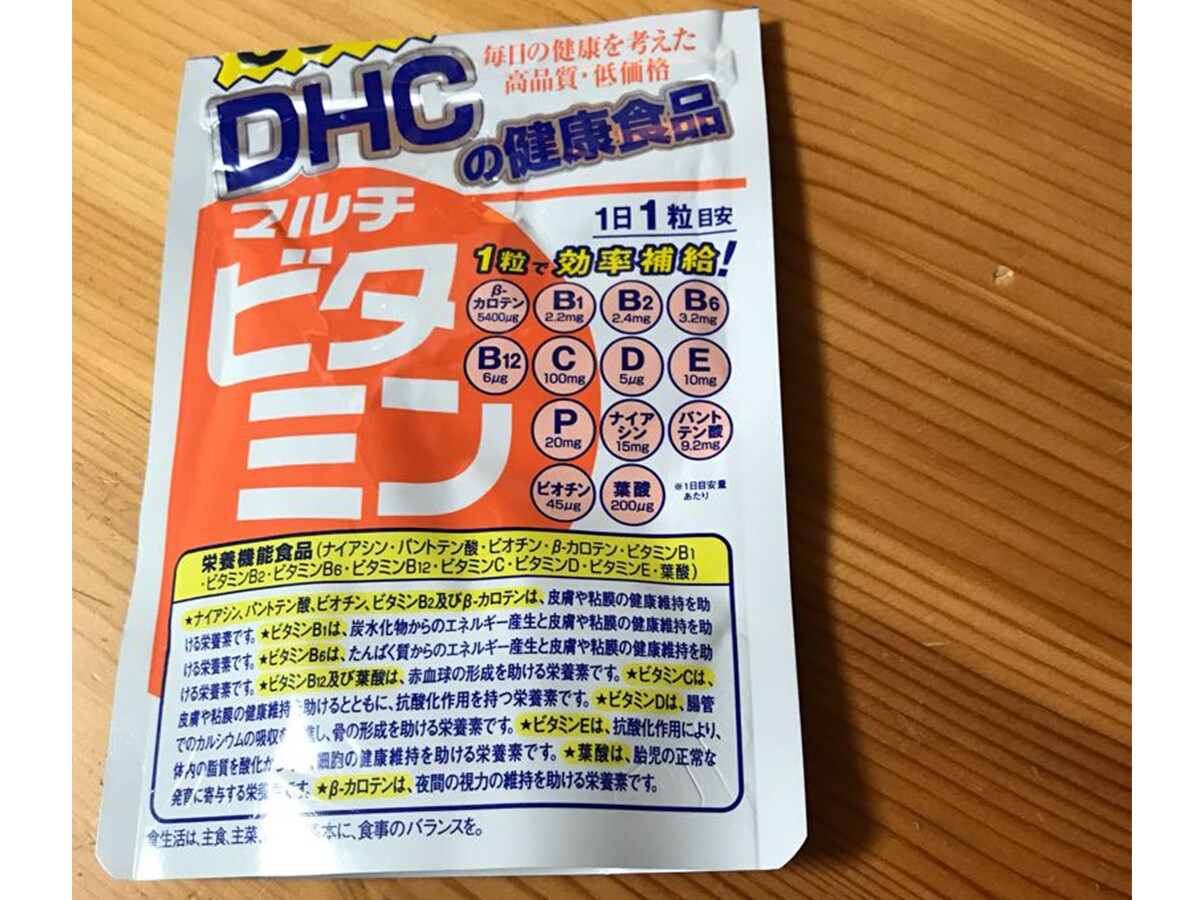 毎日の健康を考えた
高品質・低価格
DHC
の健康食品
マルチ
ビタ
ミン
1日1粒目安
1粒で効率補給!
β-
カロテン
5400μg
B1
2.2mg
B2
2.4mg
B6
3.2mg
B12
6μg
C
100mg
D
5μg
E
10mg
P
20mg
ナイア
シン
15mg
パント
テン酸
9.2mg
ビオチン
45μg
葉酸
200μg
※1日目安量
あたり
栄養機能食品(ナイアシン・パントテン酸・ビオチン・β-カロテン・ビタミンB1
・ビタミンB2・ビタミンB6・ビタミンB12・ビタミンC・ビタミンD・ビタミンE・葉酸)
★ナイアシン、パントテン酸、ビオチン、ビタミンB2及びβ-カロテンは、皮膚や粘膜の健康維持を助
ける栄養素です。★ビタミンB1は、炭水化物からのエネルギー産生と皮膚や粘膜の健康維持を助
ける栄養素です。★ビタミンB6は、たんぱく質からのエネルギー産生と皮膚や粘膜の健康維持を助
ける栄養素です。★ビタミンB12及び葉酸は、赤血球の形成を助ける栄養素です。★ビタミンCは、
皮膚や粘膜の健康維持を助けるとともに、抗酸化作用を持つ栄養素です。★ビタミンDは、腸管
でのカルシウムの吸収を 進し、骨の形成を助ける栄養素です。★ビタミンEは、抗酸化作用により、
体内の脂質を酸化から 、細胞の健康維持を助ける栄養素です。★葉酸は、胎児の正常な
発育に寄与する栄養素です。★β-カロテンは、夜間の視力の維持を助ける栄養素です。
食生活は、主食、主菜、 基本に、食事のバランスを。